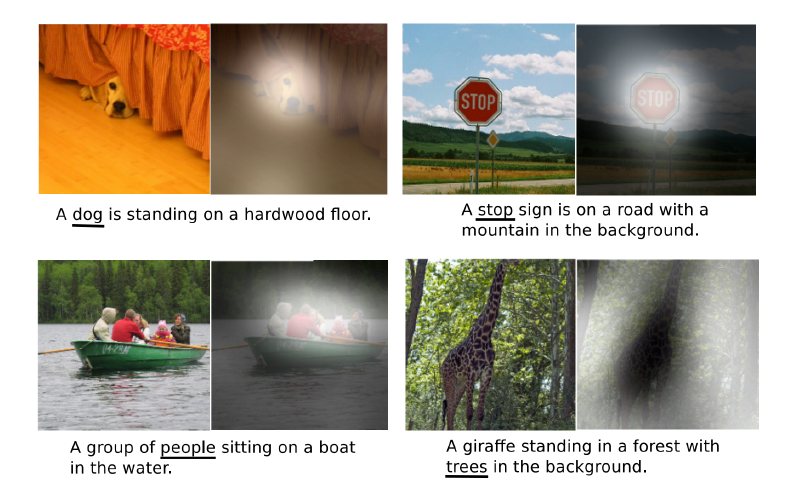 STOP
STOP
A dog is standing on a hardwood floor.
A stop sign is on a road with a
mountain in the background.
A group of people sitting on a boat
in the water.
A giraffe standing in a forest with
trees in the background.